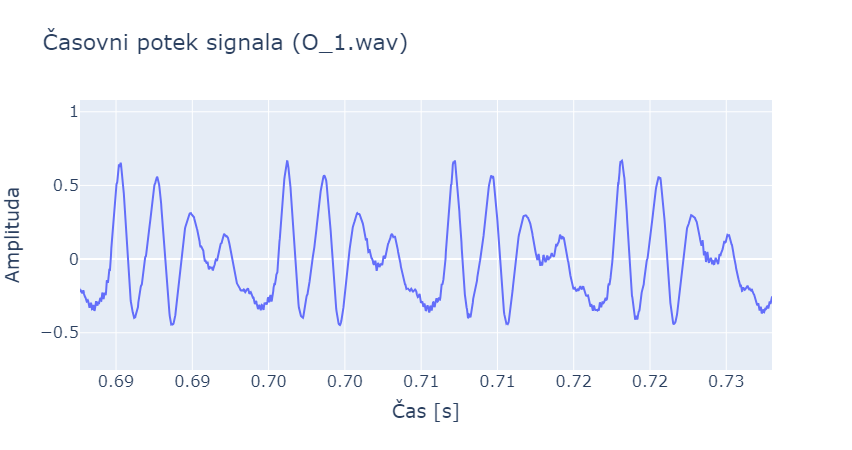 Časovni potek signala (O_1.wav)
1
0.5
0
−0.5
Amplituda
0.69 0.69 0.70 0.70 0.71 0.71 0.72 0.72 0.73
Čas [s]